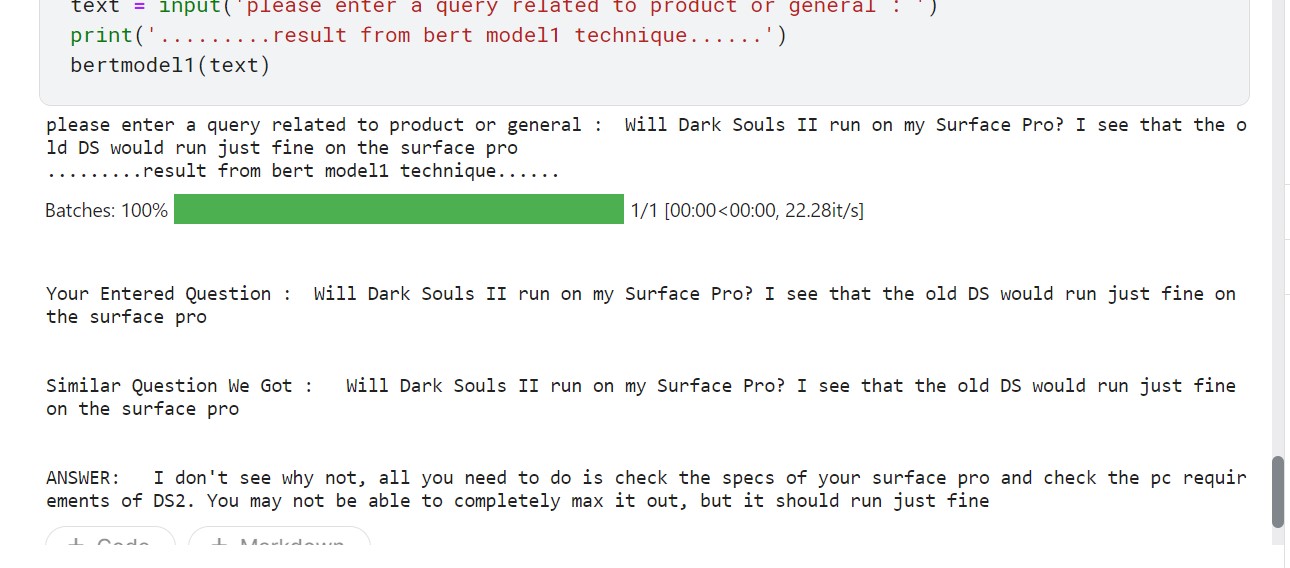 text = input('please enter a query related to product or general : ')
print('.........result from bert model1 technique......')
bertmodel1(text)
please enter a query related to product or general :  Will Dark Souls II run on my Surface Pro? I see that the o
ld DS would run just fine on the surface pro
.........result from bert model1 technique......
Batches: 100% 1/1 [00:00<00:00, 22.28it/s]
Your Entered Question :  Will Dark Souls II run on my Surface Pro? I see that the old DS would run just fine on
the surface pro
Similar Question We Got :   Will Dark Souls II run on my Surface Pro? I see that the old DS would run just fine
on the surface pro
ANSWER:   I don't see why not, all you need to do is check the specs of your surface pro and check the pc requir
ements of DS2. You may not be able to completely max it out, but it should run just fine
+ Code + Markdown